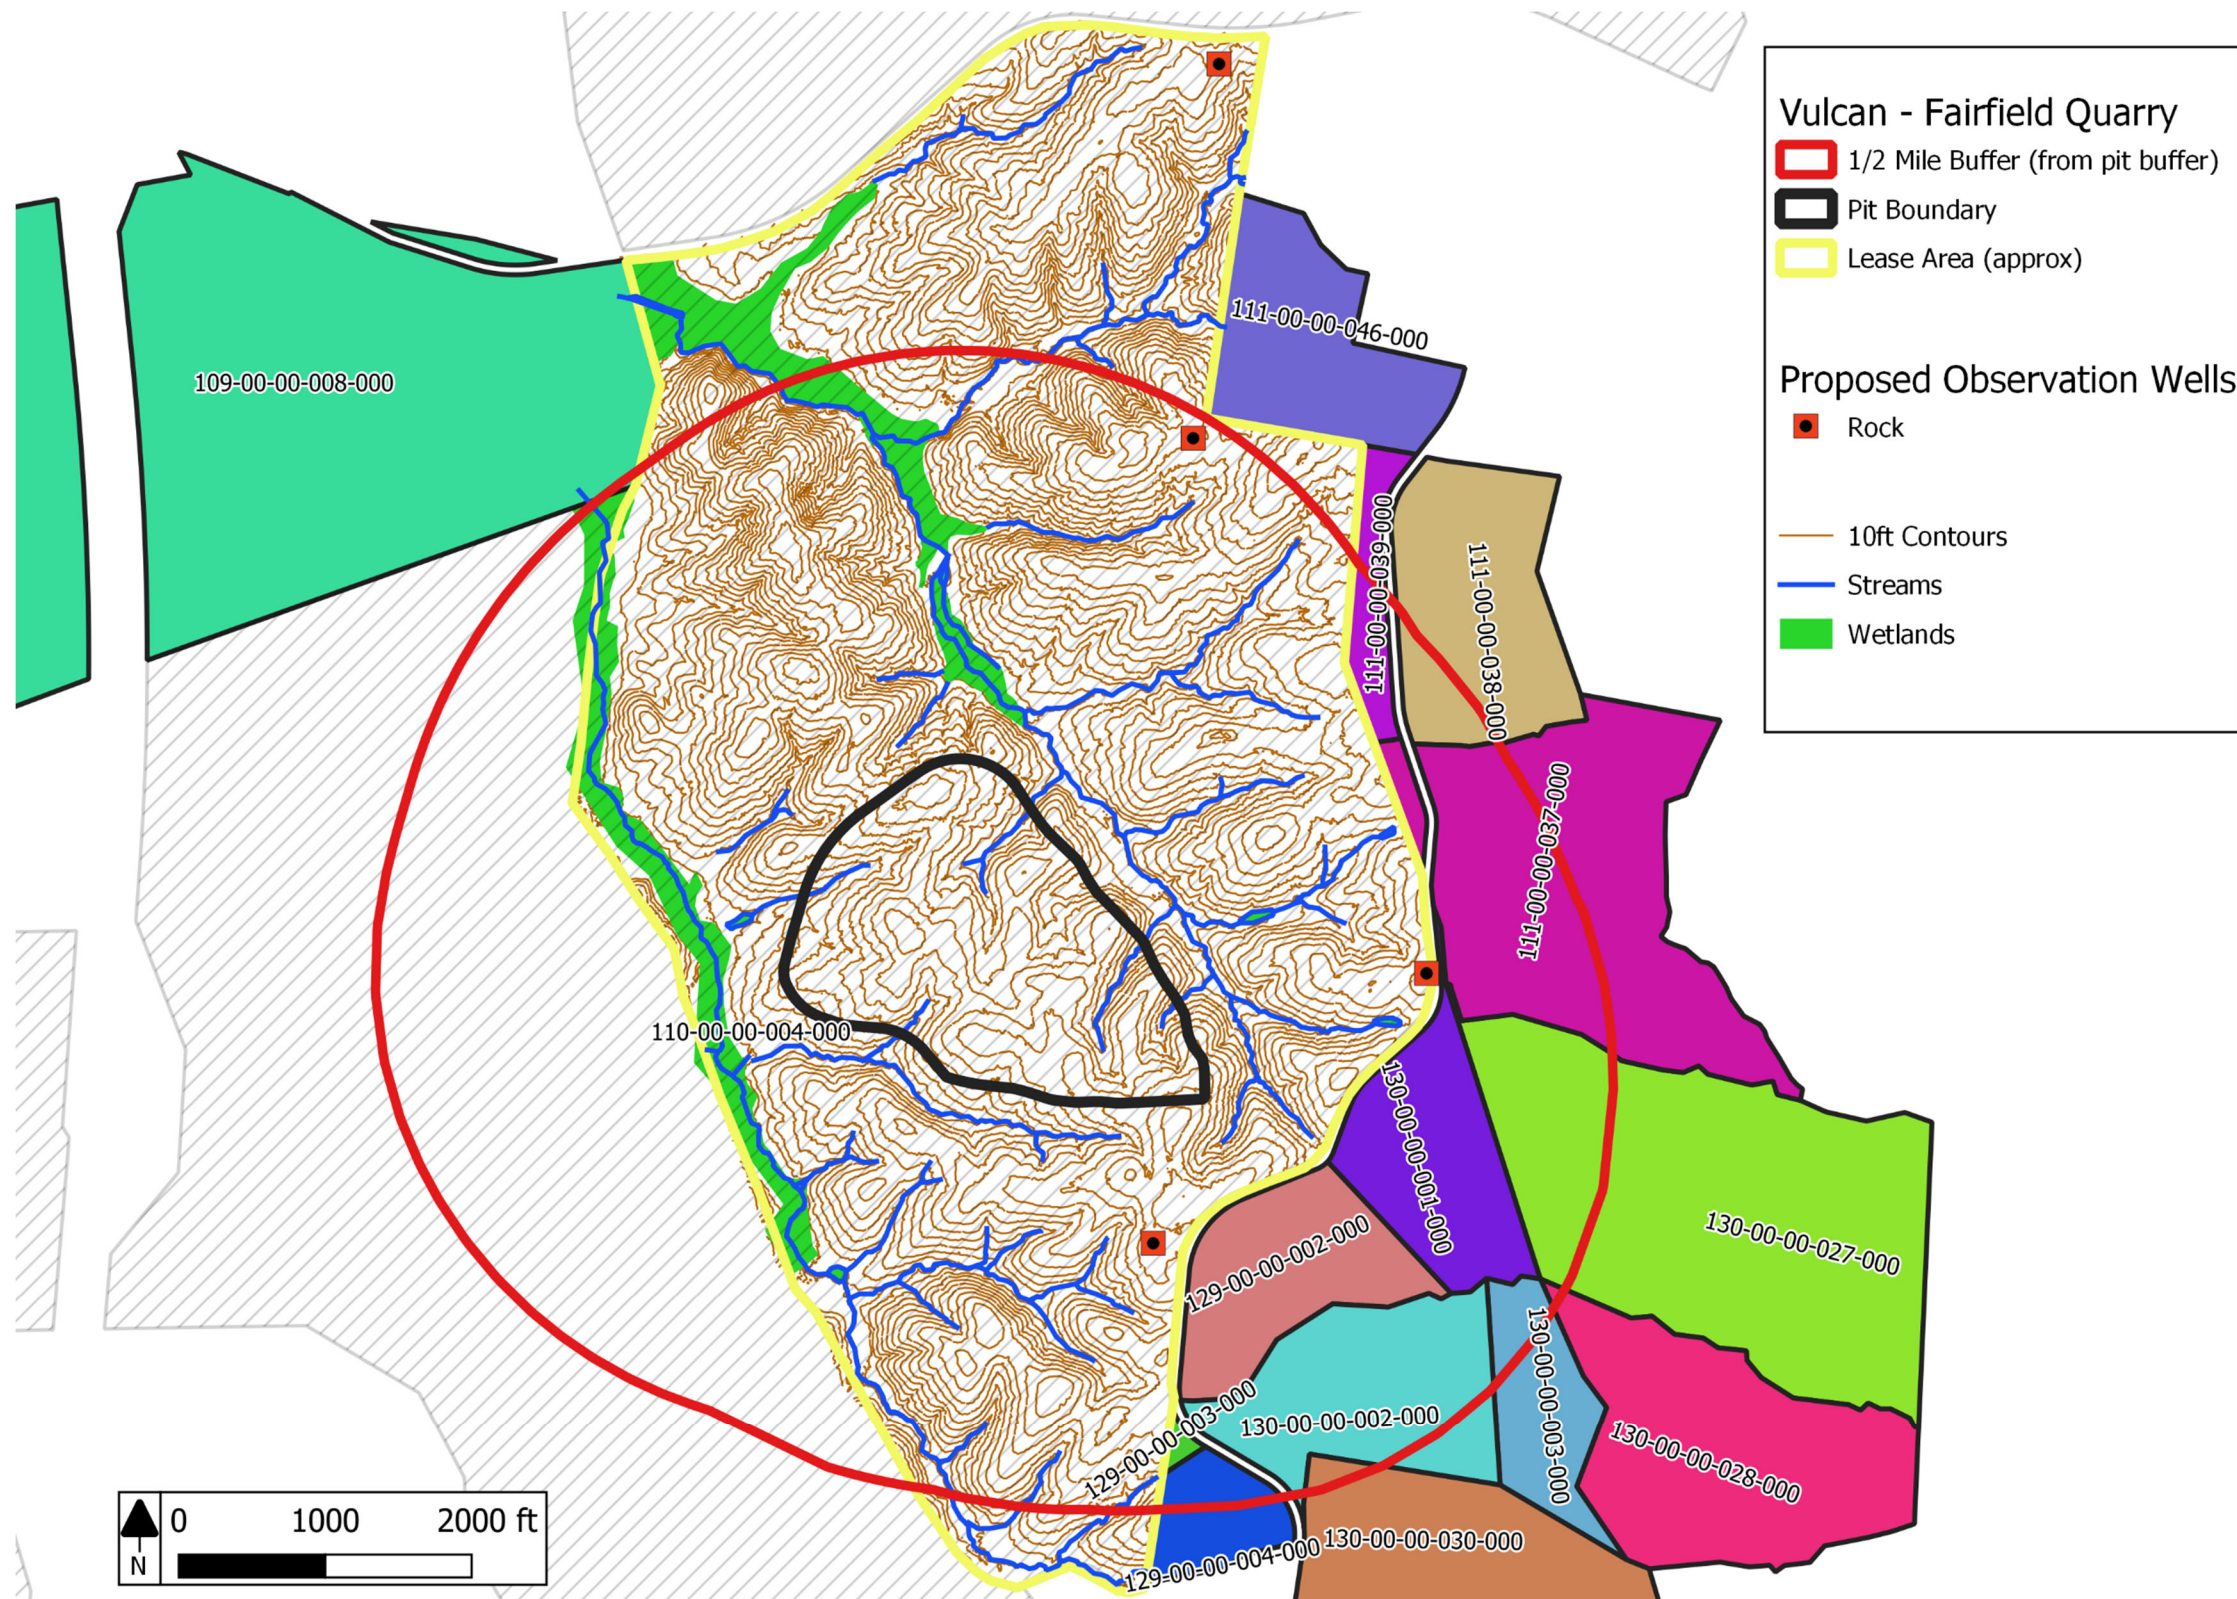 Vulcan - Fairfield Quarry
1/2 Mile Buffer (from pit buffer)
Pit Boundary
Lease Area (approx)
Proposed Observation Wells
Rock
10ft Contours
Streams
Wetlands
111-00-00-046-000
109-00-00-008-000
111-00-00-039-000
111-00-00-038-000
111-00-00-037-000
110-00-00-004-000
130-00-00-001-000
130-00-00-027-000
129-00-00-002-000
130-00-00-003-000
129-00-00-003-000
130-00-00-002-000
130-00-00-028-000
130-00-00-030-000
129-00-00-004-000
0 1000 2000 ft
N